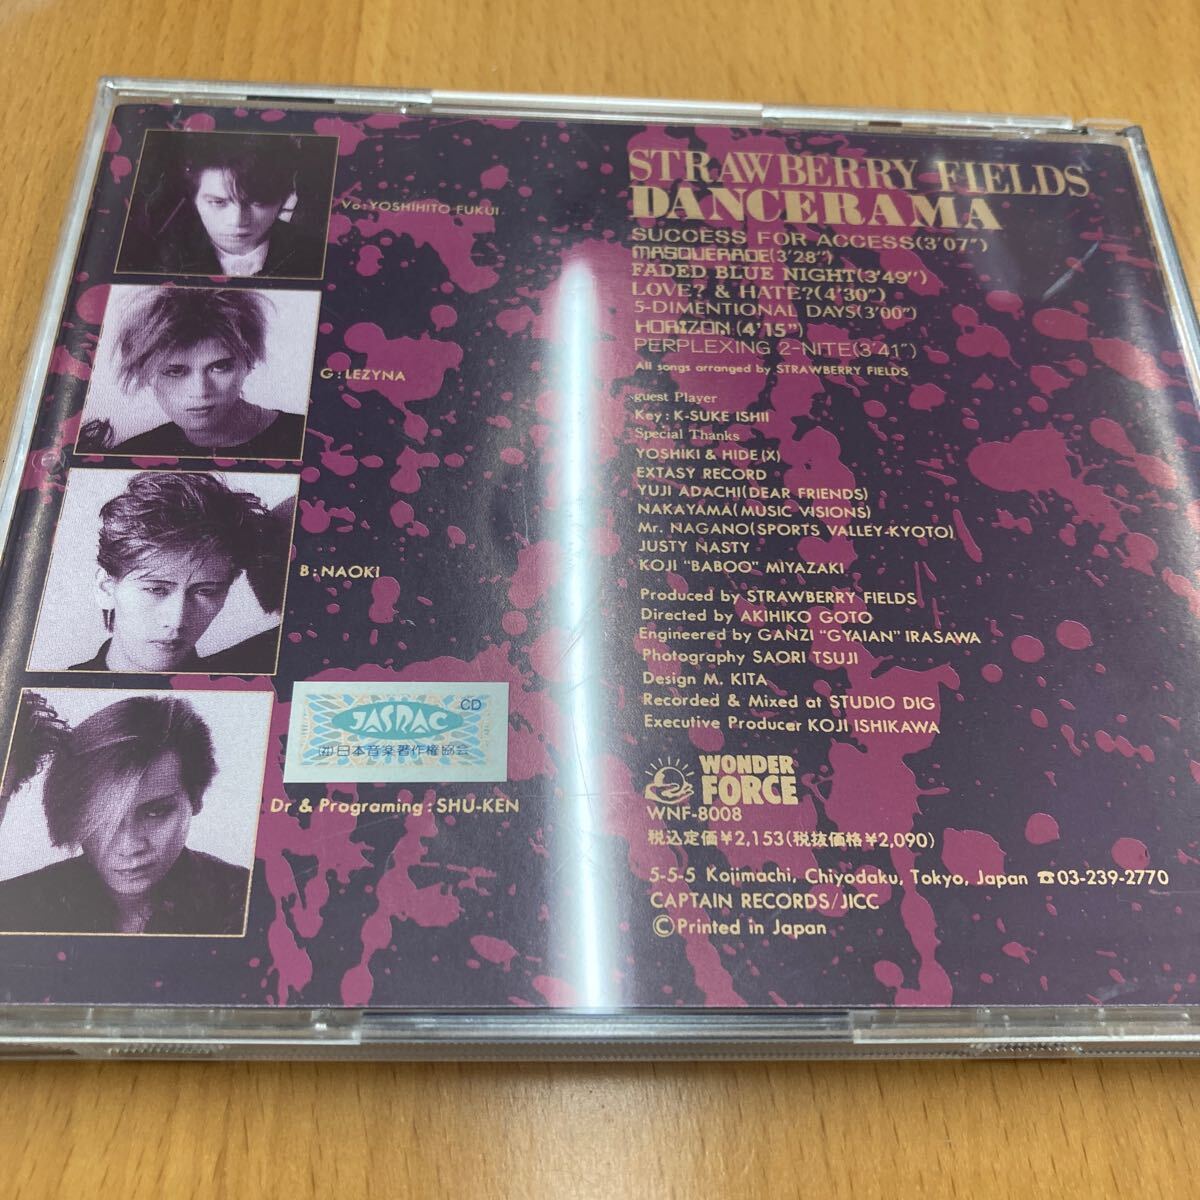 Vo:YOSHIHITO FUKUI
G:LEZYNA
B:NAOKI
JASRAC
CD
㈳日本音楽著作権協会
Dr & Programing:SHU-KEN
STRAWBERRY FIELDS
DANCERAMA
SUCCESS FOR ACCESS(3'07")
MASQUERADE(3'28")
FADED BLUE NIGHT(3'49")
LOVE? & HATE?(4'30")
5-DIMENTIONAL DAYS(3'00")
HORIZON(4'15")
PERPLEXING 2-NITE(3'41")
All songs arranged by STRAWBERRY FIELDS
guest Player
Key:K-SUKE ISHII
Special Thanks
YOSHIKI & HIDE(X)
EXTASY RECORD
YUJI ADACHI(DEAR FRIENDS)
NAKAYAMA(MUSIC VISIONS)
Mr. NAGANO(SPORTS VALLEY-KYOTO)
JUSTY NASTY
KOJI "BABOO" MIYAZAKI
Produced by STRAWBERRY FIELDS
Directed by AKIHIKO GOTO
Engineered by GANZI "GYAIAN" IRASAWA
Photography SAORI TSUJI
Design M. KITA
Recorded & Mixed at STUDIO DIG
Executive Producer KOJI ISHIKAWA
WONDER
FORCE
WNF-8008
税込定価¥2,153(税抜価格¥2,090)
5-5-5 Kojimachi, Chiyodaku, Tokyo, Japan ☎03-239-2770
CAPTAIN RECORDS/JICC
©Printed in Japan